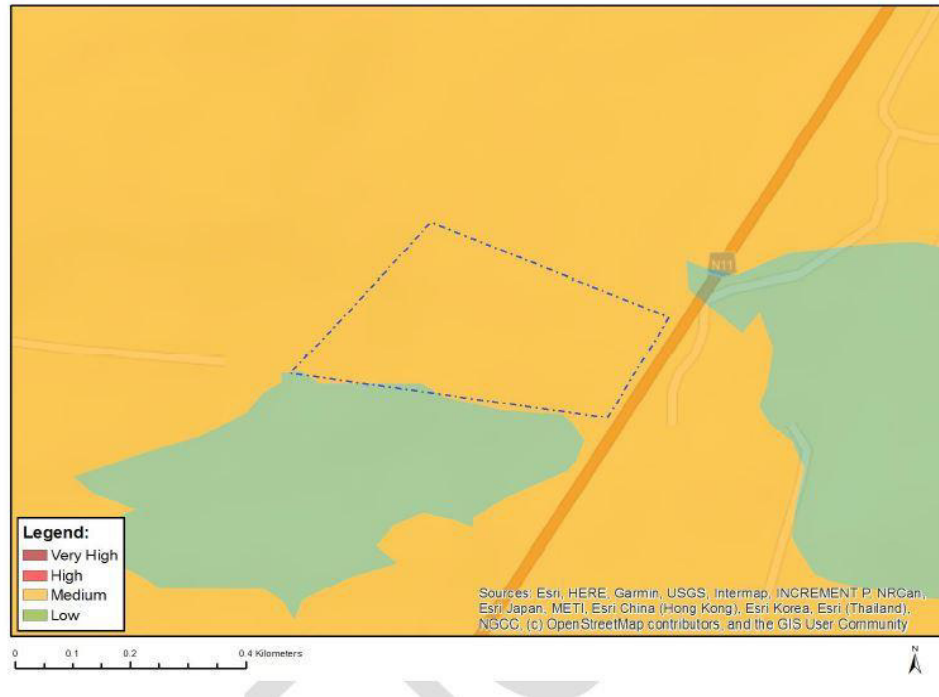 N11
Legend:
Very High
High
Medium
Low
Sources: Esri, HERE, Garmin, USGS, Intermap, INCREMENT P, NRCan,
Esri Japan, METI, Esri China (Hong Kong), Esri Korea, Esri (Thailand),
NGCC, (c) OpenStreetMap contributors, and the GIS User Community
0 0.1 0.2 0.4 Kilometers
N